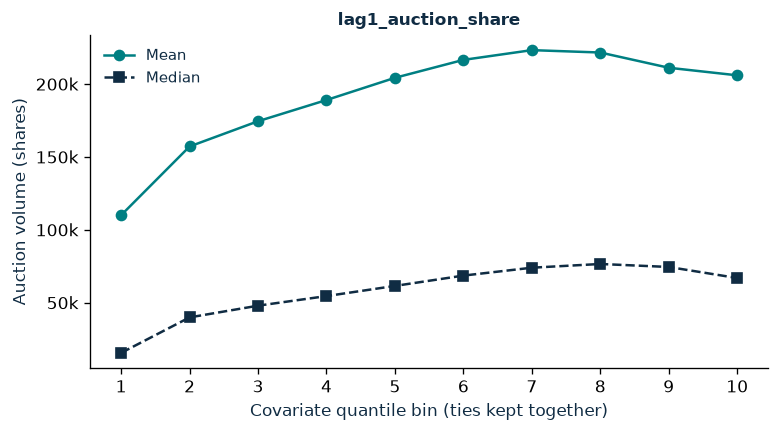 lag1_auction_share
Mean
Median
Auction volume (shares)
200k
150k
100k
50k
1 2 3 4 5 6 7 8 9 10
Covariate quantile bin (ties kept together)